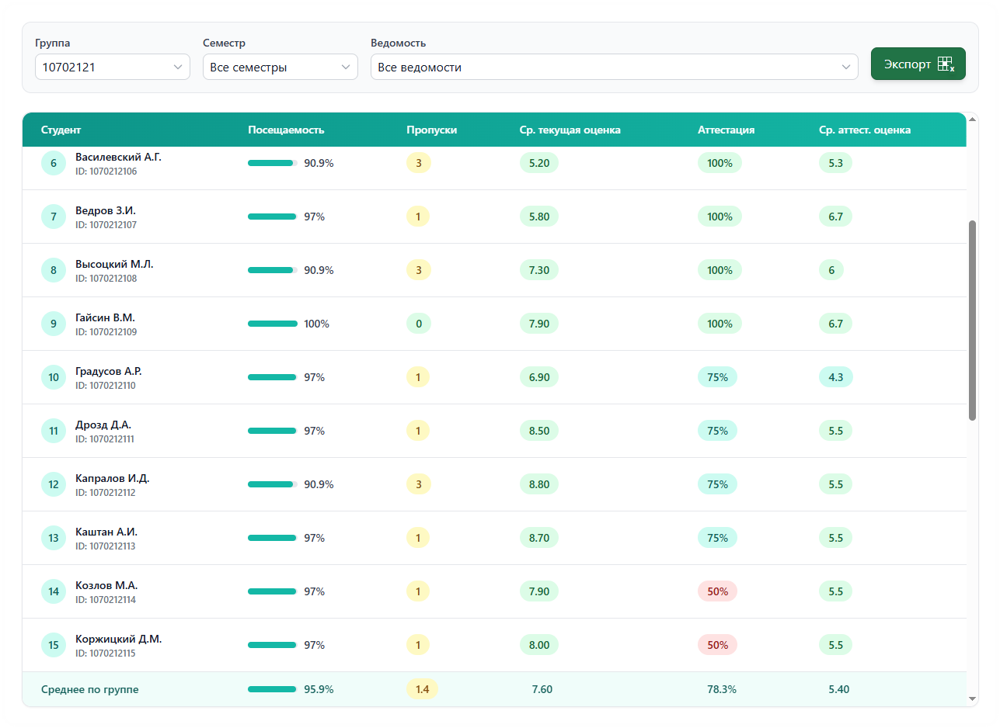 Группа Семестр Ведомость
10702121 Все семестры Все ведомости Экспорт
Студент Посещаемость Пропуски Ср. текущая оценка Аттестация Ср. аттест. оценка
6 Василевский А.Г. 90.9% 3 5.20 100% 5.3
ID: 1070212106
7 Ведров З.И. 97% 1 5.80 100% 6.7
ID: 1070212107
8 Высоцкий М.Л. 90.9% 3 7.30 100% 6
ID: 1070212108
9 Гайсин В.М. 100% 0 7.90 100% 6.7
ID: 1070212109
10 Градусов А.Р. 97% 1 6.90 75% 4.3
ID: 1070212110
11 Дрозд Д.А. 97% 1 8.50 75% 5.5
ID: 1070212111
12 Капралов И.Д. 90.9% 3 8.80 75% 5.5
ID: 1070212112
13 Каштан А.И. 97% 1 8.70 75% 5.5
ID: 1070212113
14 Козлов М.А. 97% 1 7.90 50% 5.5
ID: 1070212114
15 Коржицкий Д.М. 97% 1 8.00 50% 5.5
ID: 1070212115
Среднее по группе 95.9% 1.4 7.60 78.3% 5.40